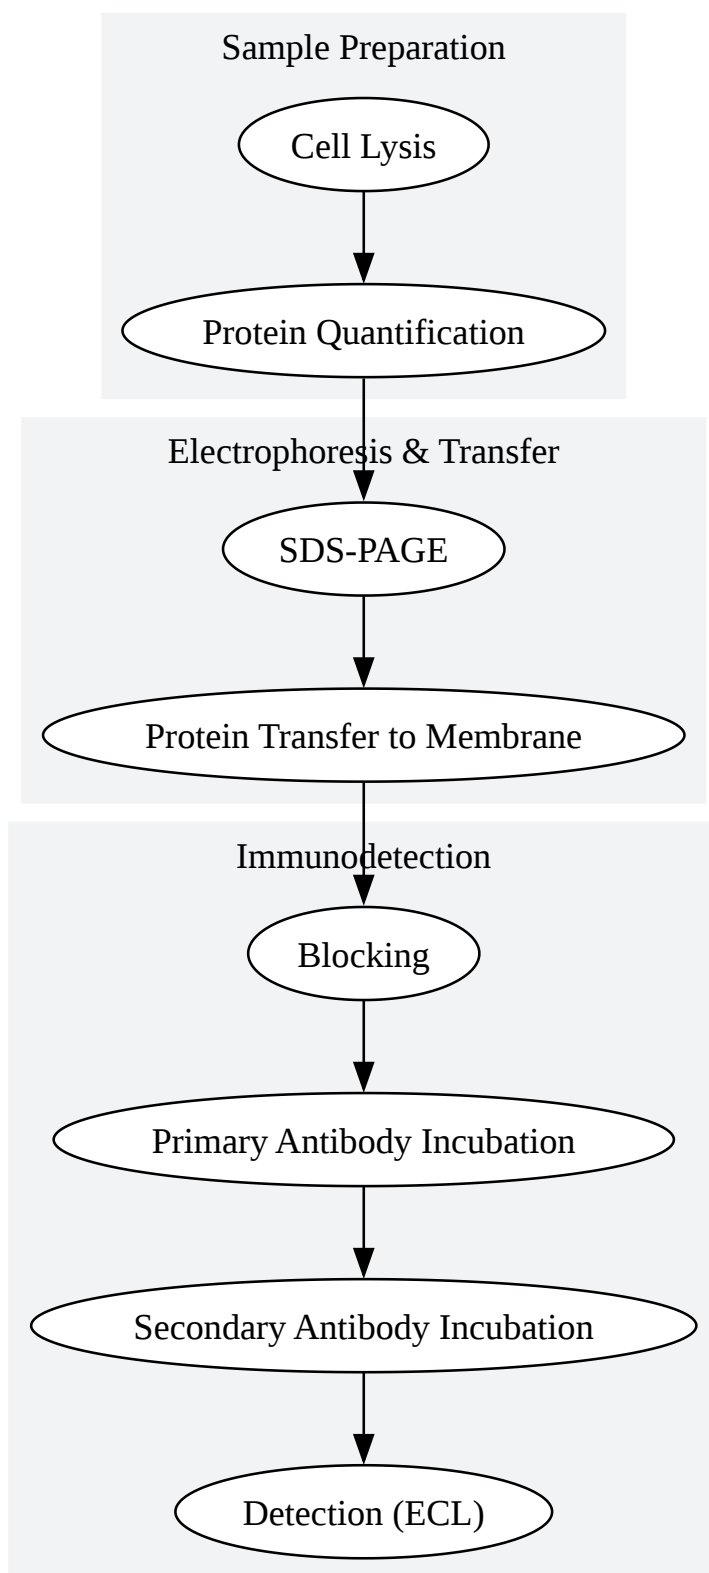 Sample Preparation
Cell Lysis
Protein Quantification
Electrophoresis & Transfer
SDS-PAGE
Protein Transfer to Membrane
Immunodetection
Blocking
Primary Antibody Incubation
Secondary Antibody Incubation
Detection (ECL)